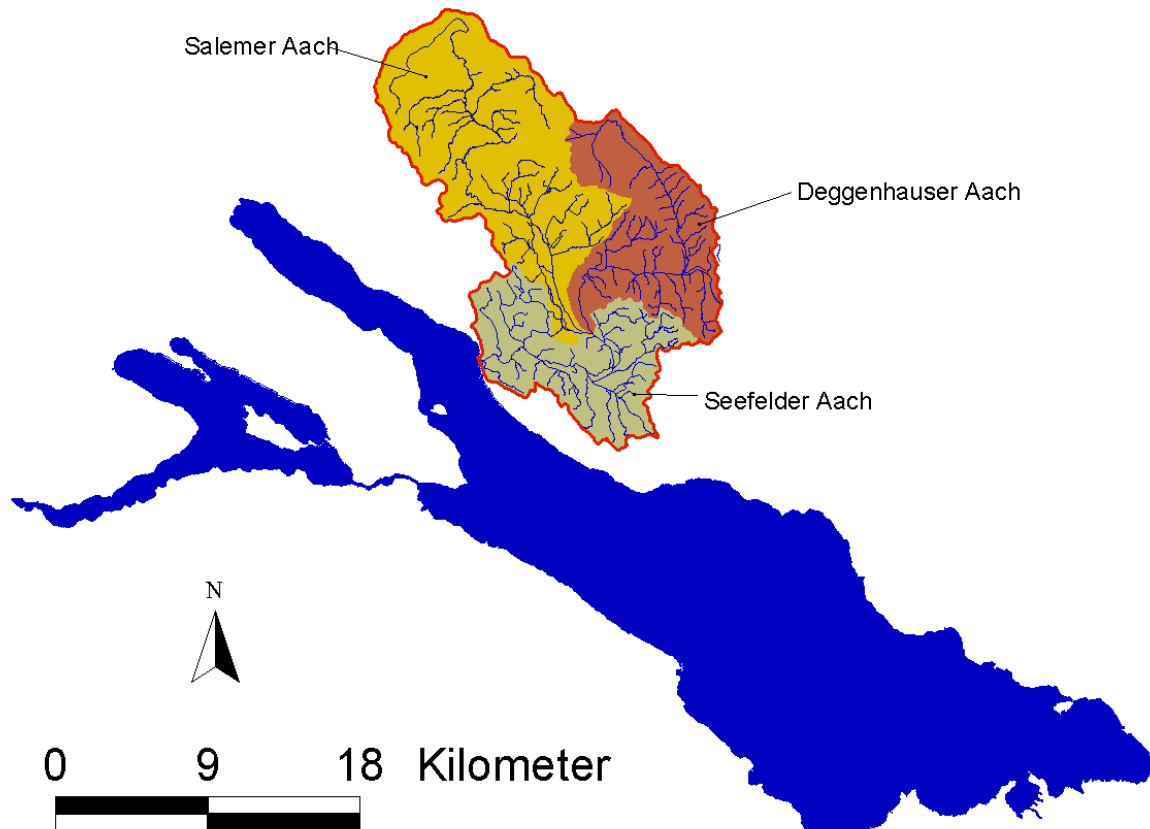 Salemer Aach
Deggenhauser Aach
Seefelder Aach
N
0 9 18 Kilometer